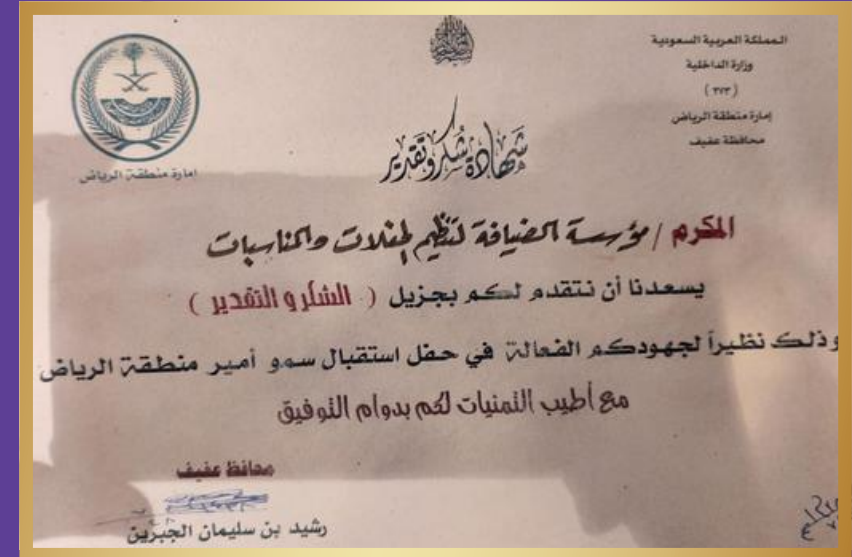 المملكة العربية السعودية
وزارة الداخلية
( ٣٧٣ )
إمارة منطقة الرياض
محافظة عفيف
امارة منطقة الرياض
شهادة شكر وتقدير
المكرم / مؤسسة الضيافة لتنظيم الحفلات والمناسبات
يسعدنا أن نتقدم لكم بجزيل ( الشكر و التقدير )
وذلك نظيراً لجهودكم الفعالة في حفل استقبال سمو أمير منطقة الرياض
مع أطيب التمنيات لكم بدوام التوفيق
محافظ عفيف
رشيد بن سليمان الجبرين